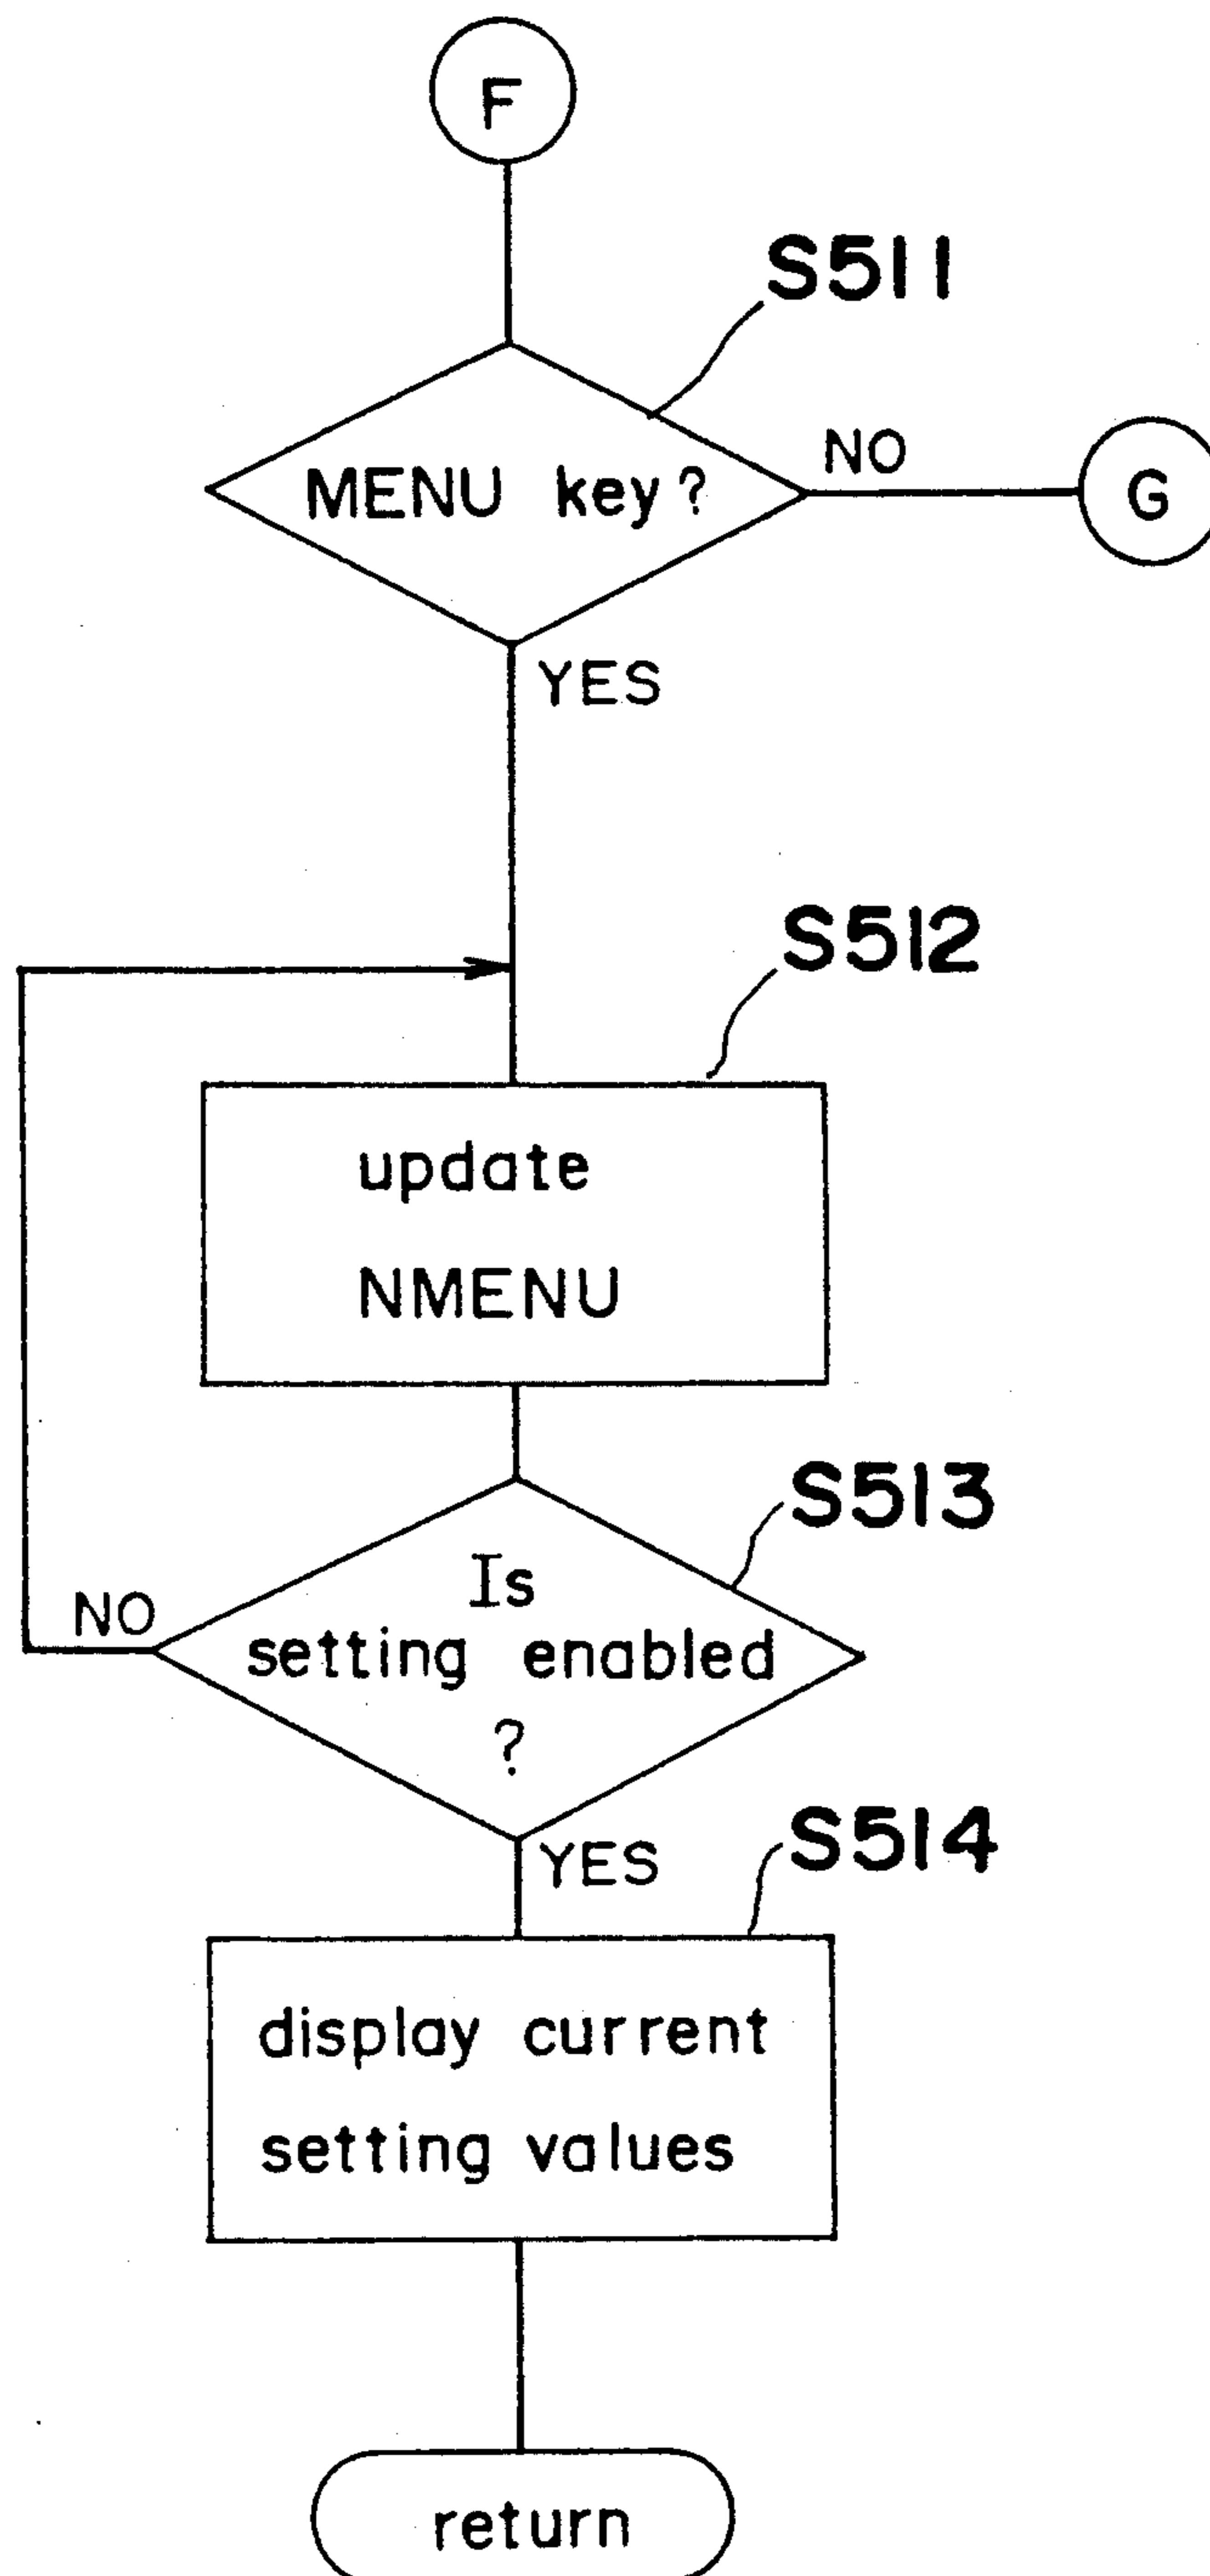 F
S511
MENU key?
NO
G
YES
S512
update
NMENU
S513
Is
setting enabled
?
NO
YES
S514
display current
setting values
return